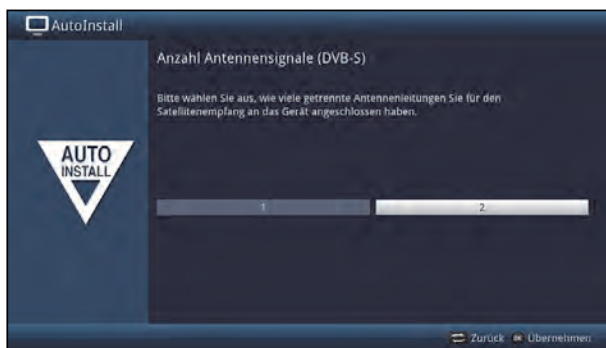 AutoInstall
Anzahl Antennensignale (DVB-S)
Bitte wählen Sie aus, wie viele getrennte Antennenleitungen Sie für den
Satellitenempfang an das Gerät angeschlossen haben.
AUTO
INSTALL
1 2
Zurück OK Übernehmen